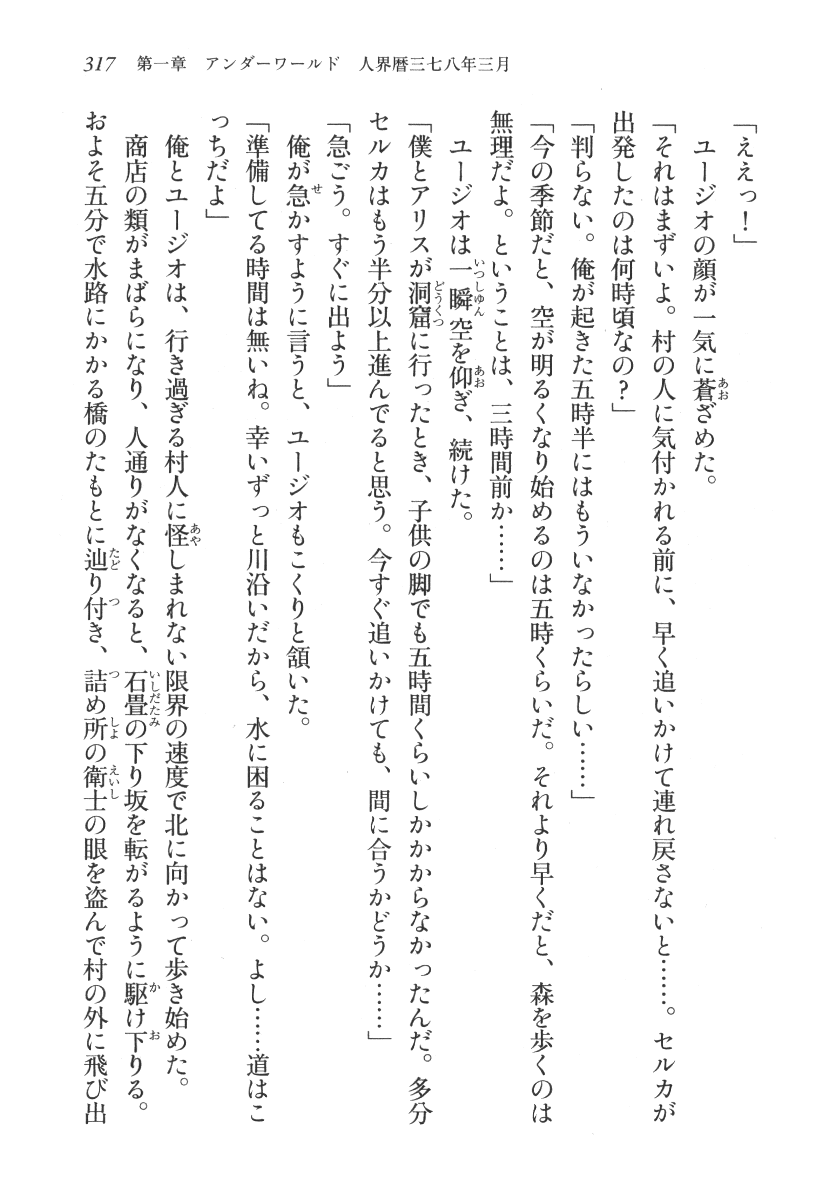 317　第一章　アンダーワールド　人界暦三七八年三月
「ええっ！」
　ユージオの顔が一気に蒼ざめた。
「それはまずいよ。村の人に気付かれる前に、早く追いかけて連れ戻さないと……。セルカが
出発したのは何時頃なの？」
「判らない。俺が起きた五時半にはもういなかったらしい……」
「今の季節だと、空が明るくなり始めるのは五時くらいだ。それより早くだと、森を歩くのは
無理だよ。ということは、三時間前か……」
　ユージオは一瞬空を仰ぎ、続けた。
「僕とアリスが洞窟に行ったとき、子供の脚でも五時間くらいしかかからなかったんだ。多分
セルカはもう半分以上進んでると思う。今すぐ追いかけても、間に合うかどうか……」
「急ごう。すぐに出よう」
　俺が急かすように言うと、ユージオもこくりと頷いた。
「準備してる時間は無いね。幸いずっと川沿いだから、水に困ることはない。よし……道はこ
っちだよ」
　俺とユージオは、行き過ぎる村人に怪しまれない限界の速度で北に向かって歩き始めた。
　商店の類がまばらになり、人通りがなくなると、石畳の下り坂を転がるように駆け下りる。
およそ五分で水路にかかる橋のたもとに辿り付き、詰め所の衛士の眼を盗んで村の外に飛び出